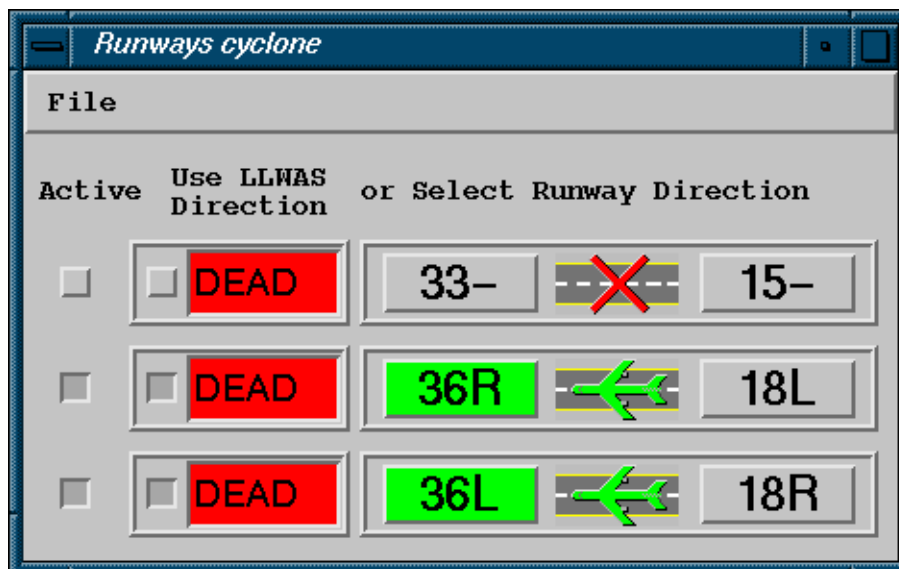 Runways cyclone
File
Active
Use LLWAS
Direction
or Select Runway Direction
DEAD 33– 15–
DEAD 36R 18L
DEAD 36L 18R